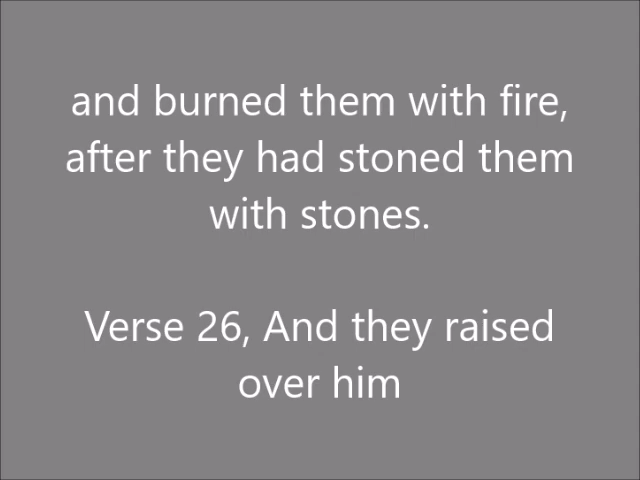 and burned them with fire,
after they had stoned them
with stones.
Verse 26, And they raised
over him